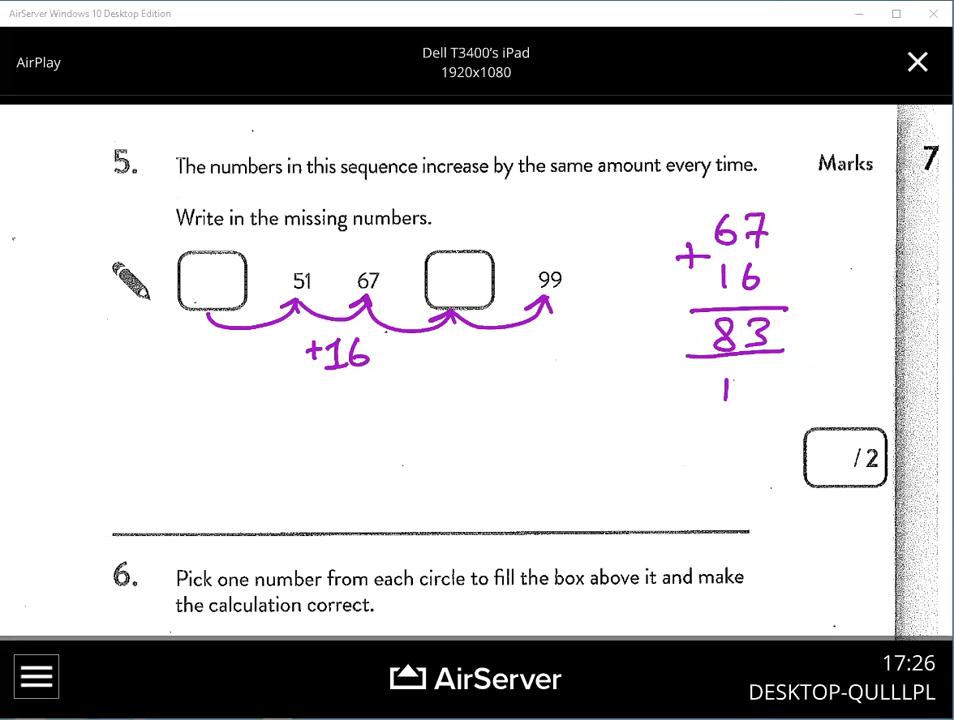 AirServer Windows 10 Desktop Edition
AirPlay
Dell T3400's iPad
1920x1080
5. The numbers in this sequence increase by the same amount every time. Marks 7
Write in the missing numbers.
51 67 99
+16
67
+ 16
83
1
/ 2
6. Pick one number from each circle to fill the box above it and make
the calculation correct.
AirServer
17:26
DESKTOP-QULLLPL